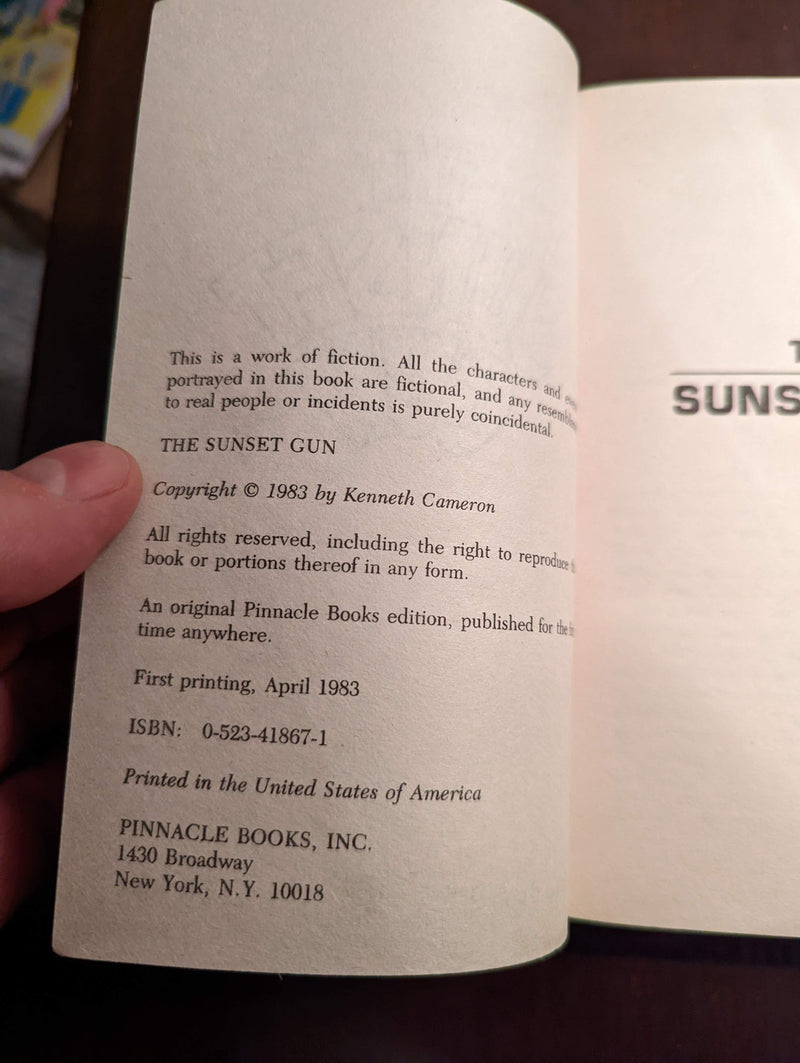 This is a work of fiction. All the characters and
portrayed in this book are fictional, and any
to real people or incidents is purely coincidental.
THE SUNSET GUN
Copyright © 1983 by Kenneth Cameron
All rights reserved, including the right to reproduce
book or portions thereof in any form.
An original Pinnacle Books edition, published for the
time anywhere.
First printing, April 1983
ISBN: 0-523-41867-1
Printed in the United States of America
PINNACLE BOOKS, INC.
1430 Broadway
New York, N.Y. 10018
T
SUNS